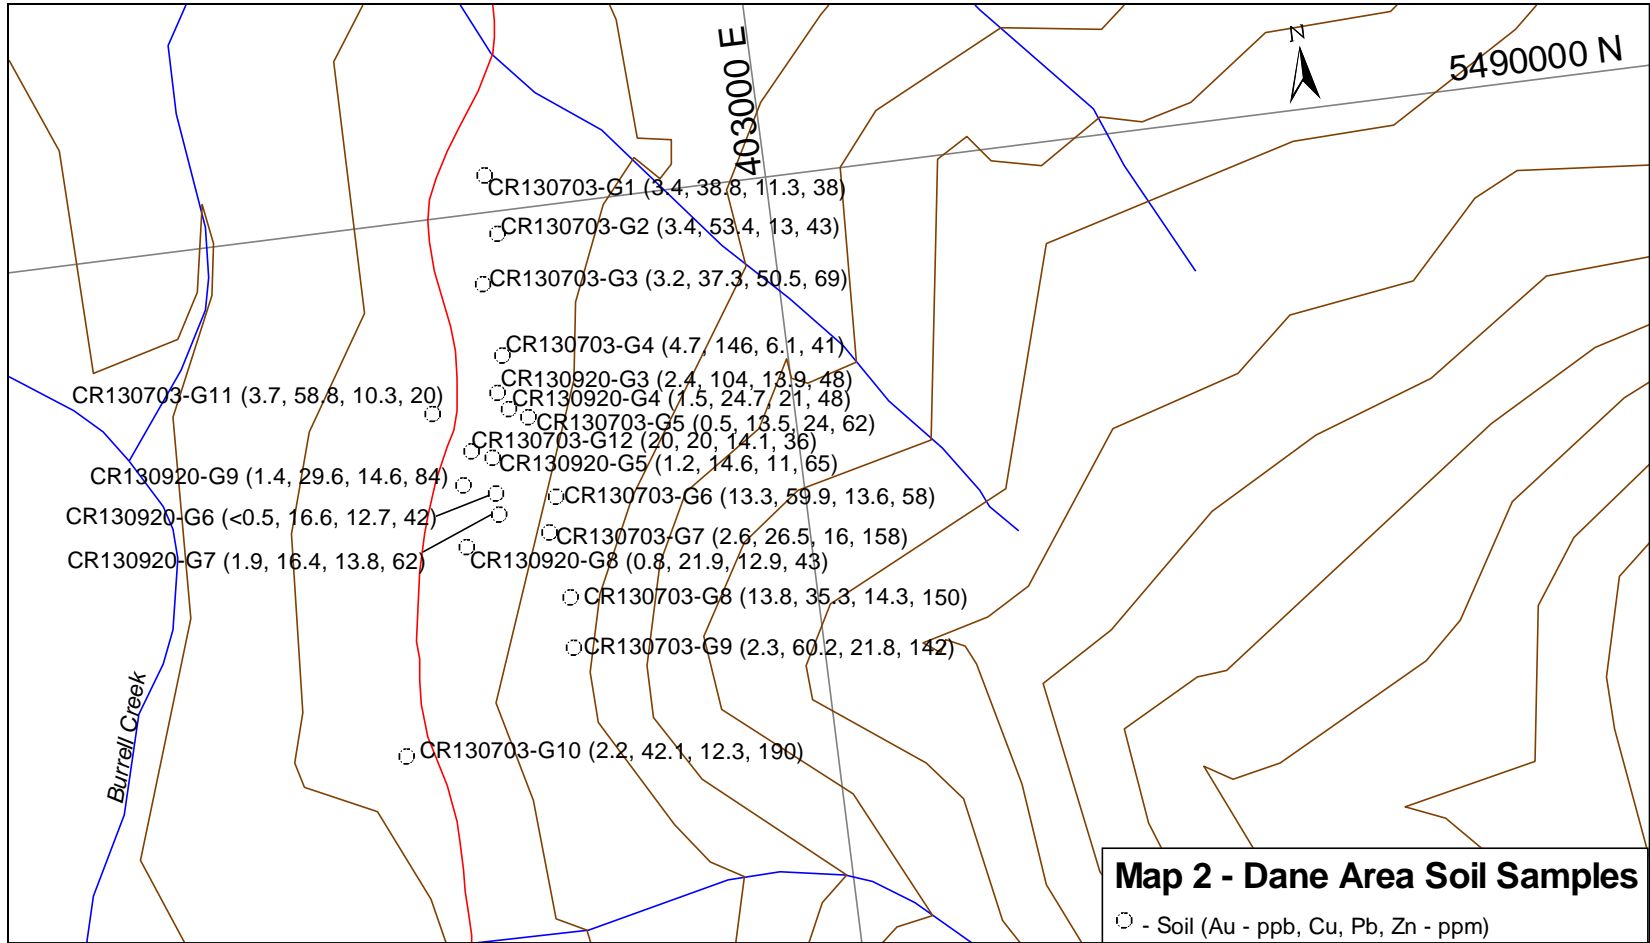 403000 E
N
5490000 N
CR130703-G1 (3.4, 38.8, 11.3, 38)
CR130703-G2 (3.4, 53.4, 13, 43)
CR130703-G3 (3.2, 37.3, 50.5, 69)
CR130703-G4 (4.7, 146, 6.1, 41)
CR130920-G3 (2.4, 104, 13.9, 48)
CR130703-G11 (3.7, 58.8, 10.3, 20)
CR130920-G4 (1.5, 24.7, 21, 48)
CR130703-G5 (0.5, 13.5, 24, 62)
CR130703-G12 (20, 20, 14.1, 36)
CR130920-G5 (1.2, 14.6, 11, 65)
CR130920-G9 (1.4, 29.6, 14.6, 84)
CR130703-G6 (13.3, 59.9, 13.6, 58)
CR130920-G6 (<0.5, 16.6, 12.7, 42)
CR130703-G7 (2.6, 26.5, 16, 158)
CR130920-G7 (1.9, 16.4, 13.8, 62)
CR130920-G8 (0.8, 21.9, 12.9, 43)
CR130703-G8 (13.8, 35.3, 14.3, 150)
CR130703-G9 (2.3, 60.2, 21.8, 142)
Burrell Creek
CR130703-G10 (2.2, 42.1, 12.3, 190)
Map 2 - Dane Area Soil Samples
- Soil (Au - ppb, Cu, Pb, Zn - ppm)